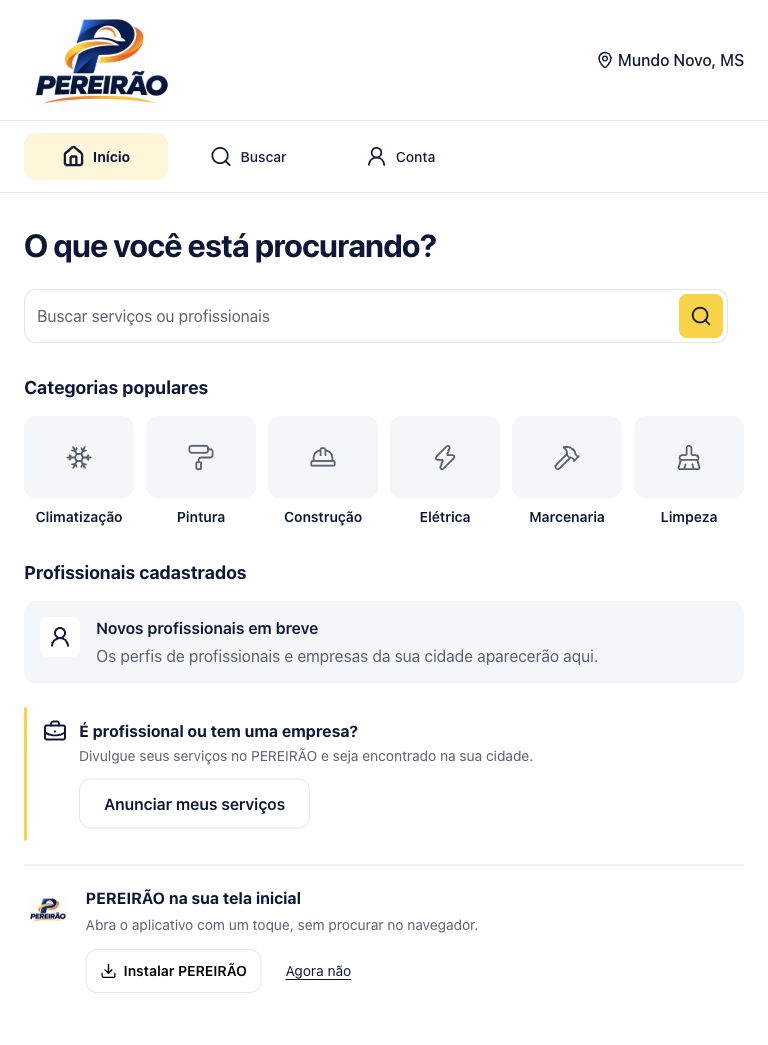 PEREIRÃO
Mundo Novo, MS
Início
Buscar
Conta
O que você está procurando?
Buscar serviços ou profissionais
Categorias populares
Climatização
Pintura
Construção
Elétrica
Marcenaria
Limpeza
Profissionais cadastrados
Novos profissionais em breve
Os perfis de profissionais e empresas da sua cidade aparecerão aqui.
É profissional ou tem uma empresa?
Divulgue seus serviços no PEREIRÃO e seja encontrado na sua cidade.
Anunciar meus serviços
PEREIRÃO na sua tela inicial
PEREIRÃO
Abra o aplicativo com um toque, sem procurar no navegador.
Instalar PEREIRÃO
Agora não